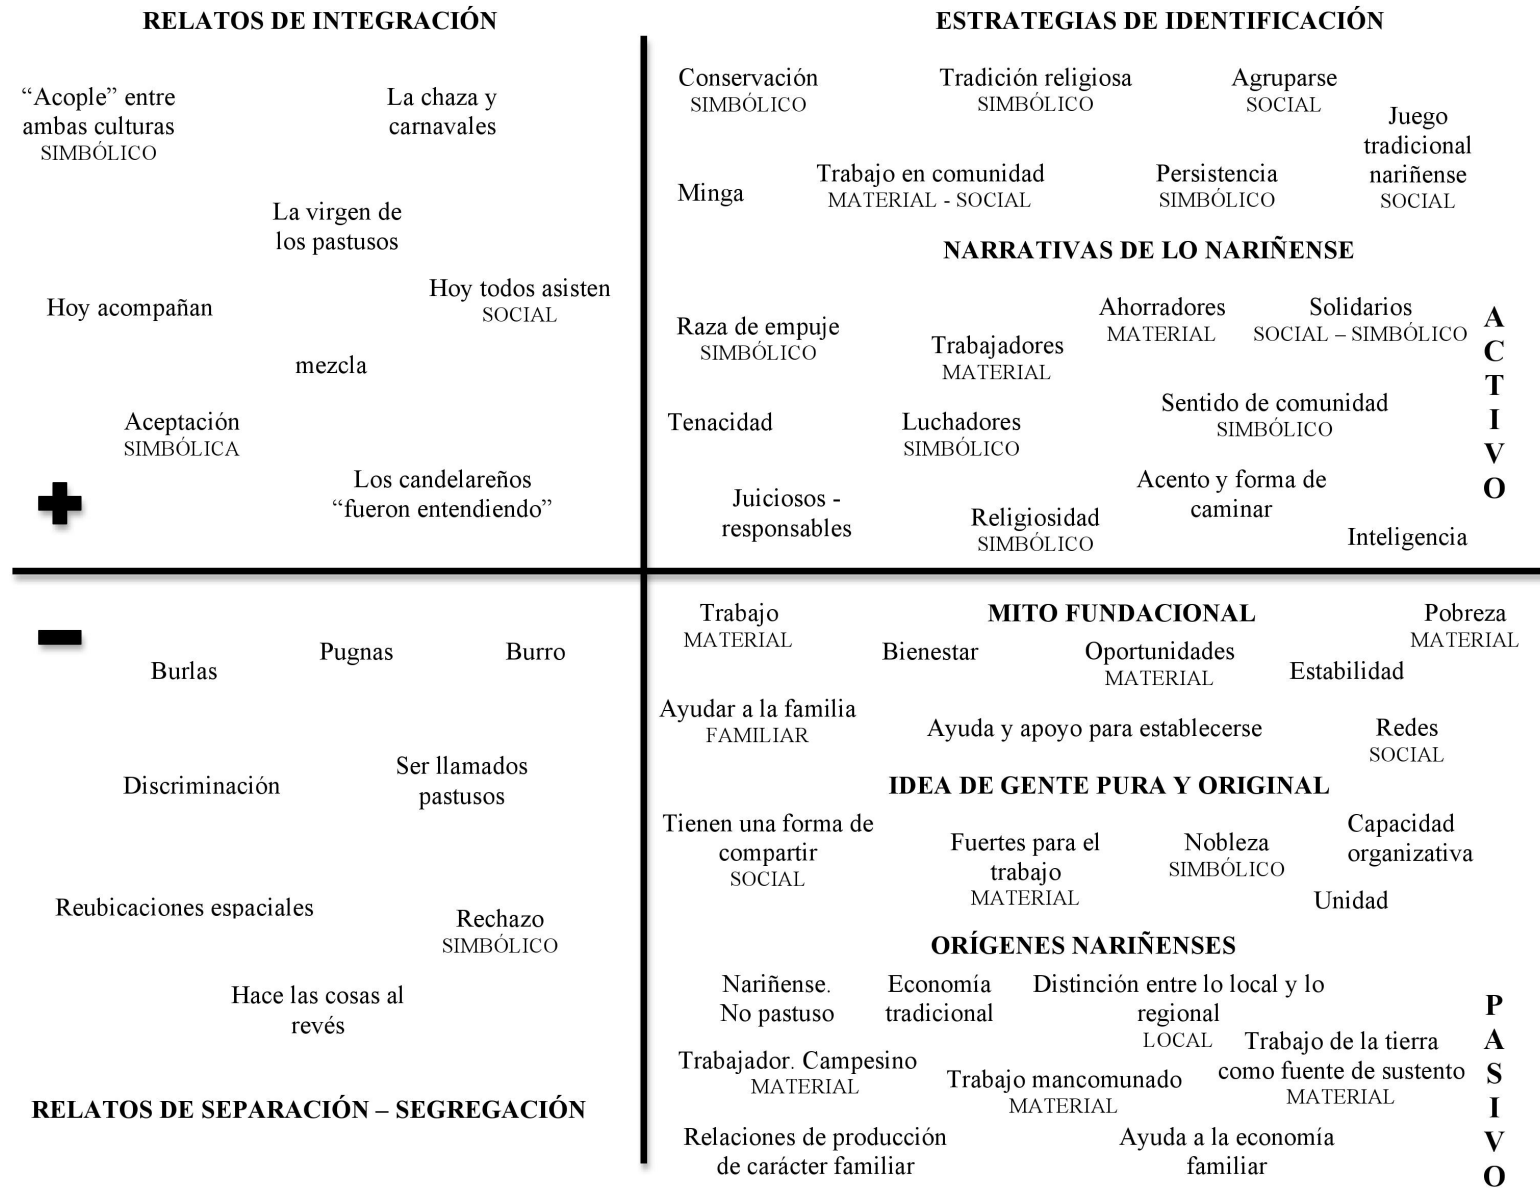 RELATOS DE INTEGRACIÓN
“Acople” entre
ambas culturas
SIMBÓLICO
La chaza y
carnavales
La virgen de
los pastusos
Hoy acompañan
Hoy todos asisten
SOCIAL
mezcla
Aceptación
SIMBÓLICA
Los candelareños
“fueron entendiendo”
+
ESTRATEGIAS DE IDENTIFICACIÓN
Conservación
SIMBÓLICO
Tradición religiosa
SIMBÓLICO
Agruparse
SOCIAL
Juego
tradicional
nariñense
SOCIAL
Minga
Trabajo en comunidad
MATERIAL - SOCIAL
Persistencia
SIMBÓLICO
NARRATIVAS DE LO NARIÑENSE
Raza de empuje
SIMBÓLICO
Trabajadores
MATERIAL
Ahorradores
MATERIAL
Solidarios
SOCIAL – SIMBÓLICO
Tenacidad
Luchadores
SIMBÓLICO
Sentido de comunidad
SIMBÓLICO
Juiciosos -
responsables
Religiosidad
SIMBÓLICO
Acento y forma de
caminar
Inteligencia
ACTIVO
-
Burlas
Pugnas
Burro
Discriminación
Ser llamados
pastusos
Reubicaciones espaciales
Rechazo
SIMBÓLICO
Hace las cosas al
revés
RELATOS DE SEPARACIÓN – SEGREGACIÓN
MITO FUNDACIONAL
Trabajo
MATERIAL
Bienestar
Oportunidades
MATERIAL
Estabilidad
Pobreza
MATERIAL
Ayudar a la familia
FAMILIAR
Ayuda y apoyo para establecerse
Redes
SOCIAL
IDEA DE GENTE PURA Y ORIGINAL
Tienen una forma de
compartir
SOCIAL
Fuertes para el
trabajo
MATERIAL
Nobleza
SIMBÓLICO
Capacidad
organizativa
Unidad
ORÍGENES NARIÑENSES
Nariñense.
No pastuso
Economía
tradicional
Distinción entre lo local y lo
regional
LOCAL
Trabajador. Campesino
MATERIAL
Trabajo mancomunado
MATERIAL
Trabajo de la tierra
como fuente de sustento
MATERIAL
Relaciones de producción
de carácter familiar
Ayuda a la economía
familiar
PASIVO